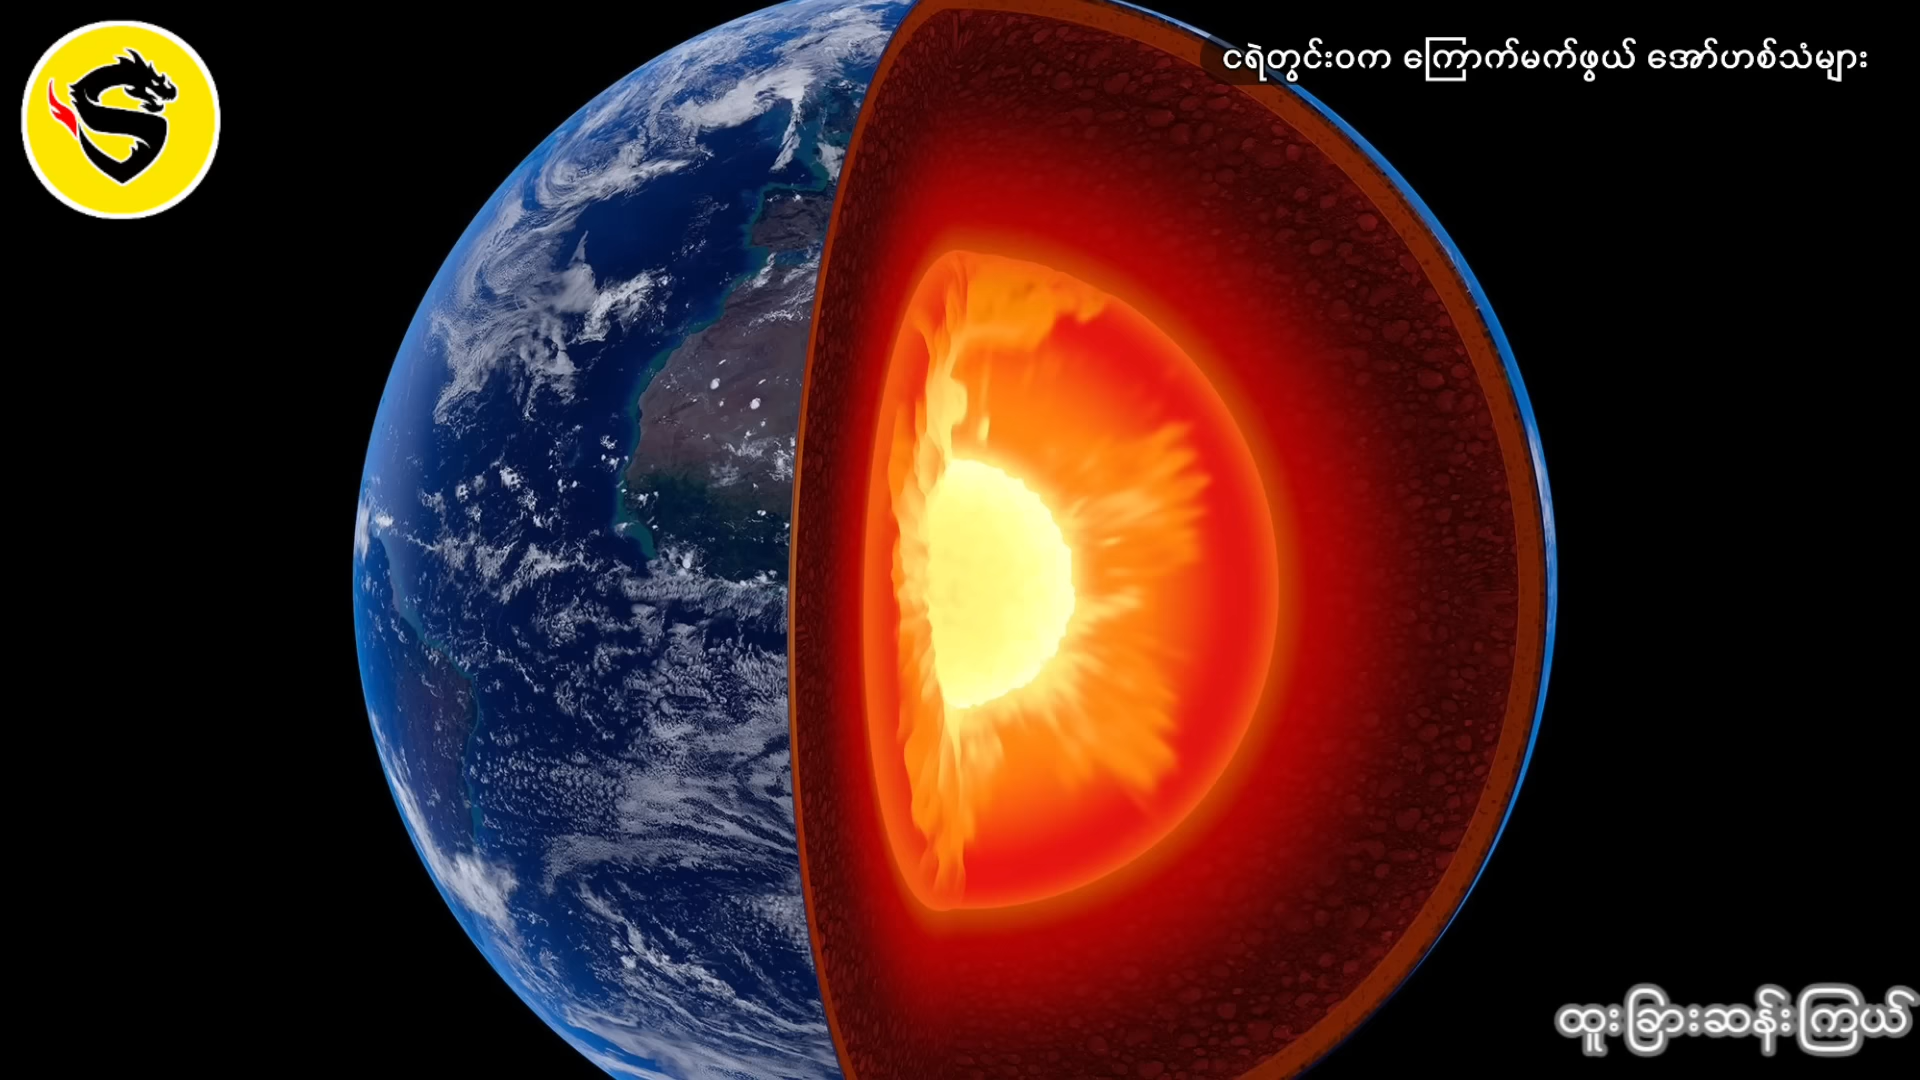 ငရဲတွင်းဝက ကြောက်မက်ဖွယ် အော်ဟစ်သံများ
ထူးခြားဆန်းကြယ်